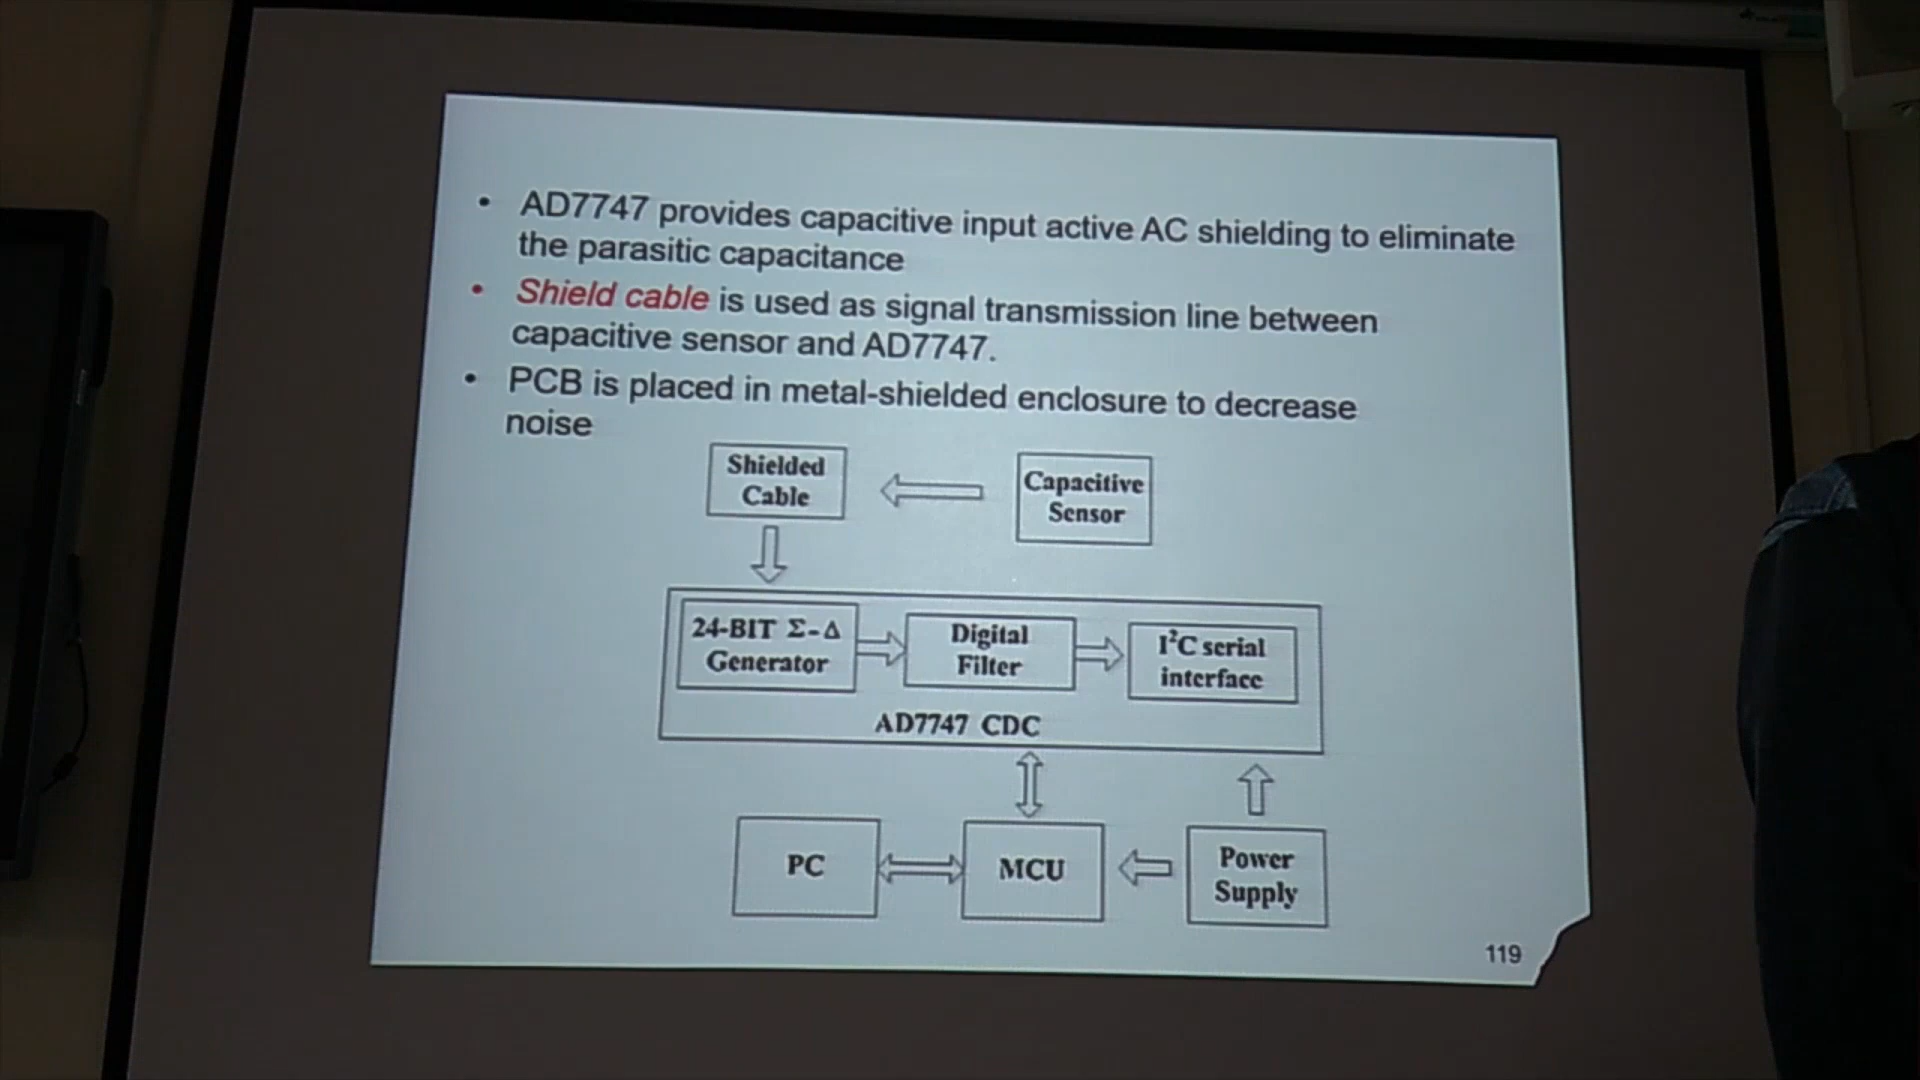 • AD7747 provides capacitive input active AC shielding to eliminate
the parasitic capacitance
• Shield cable is used as signal transmission line between
capacitive sensor and AD7747.
• PCB is placed in metal-shielded enclosure to decrease
noise
Shielded
Cable
Capacitive
Sensor
24-BIT Σ-Δ
Generator
Digital
Filter
I²C serial
interface
AD7747 CDC
PC
MCU
Power
Supply
119